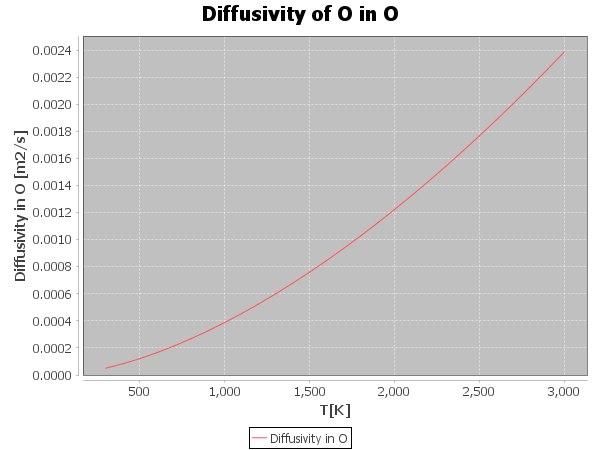 Diffusivity of O in O
Diffusivity in O [m2/s]
0.0024
0.0022
0.0020
0.0018
0.0016
0.0014
0.0012
0.0010
0.0008
0.0006
0.0004
0.0002
0.0000
500 1,000 1,500 2,000 2,500 3,000
T[K]
Diffusivity in O